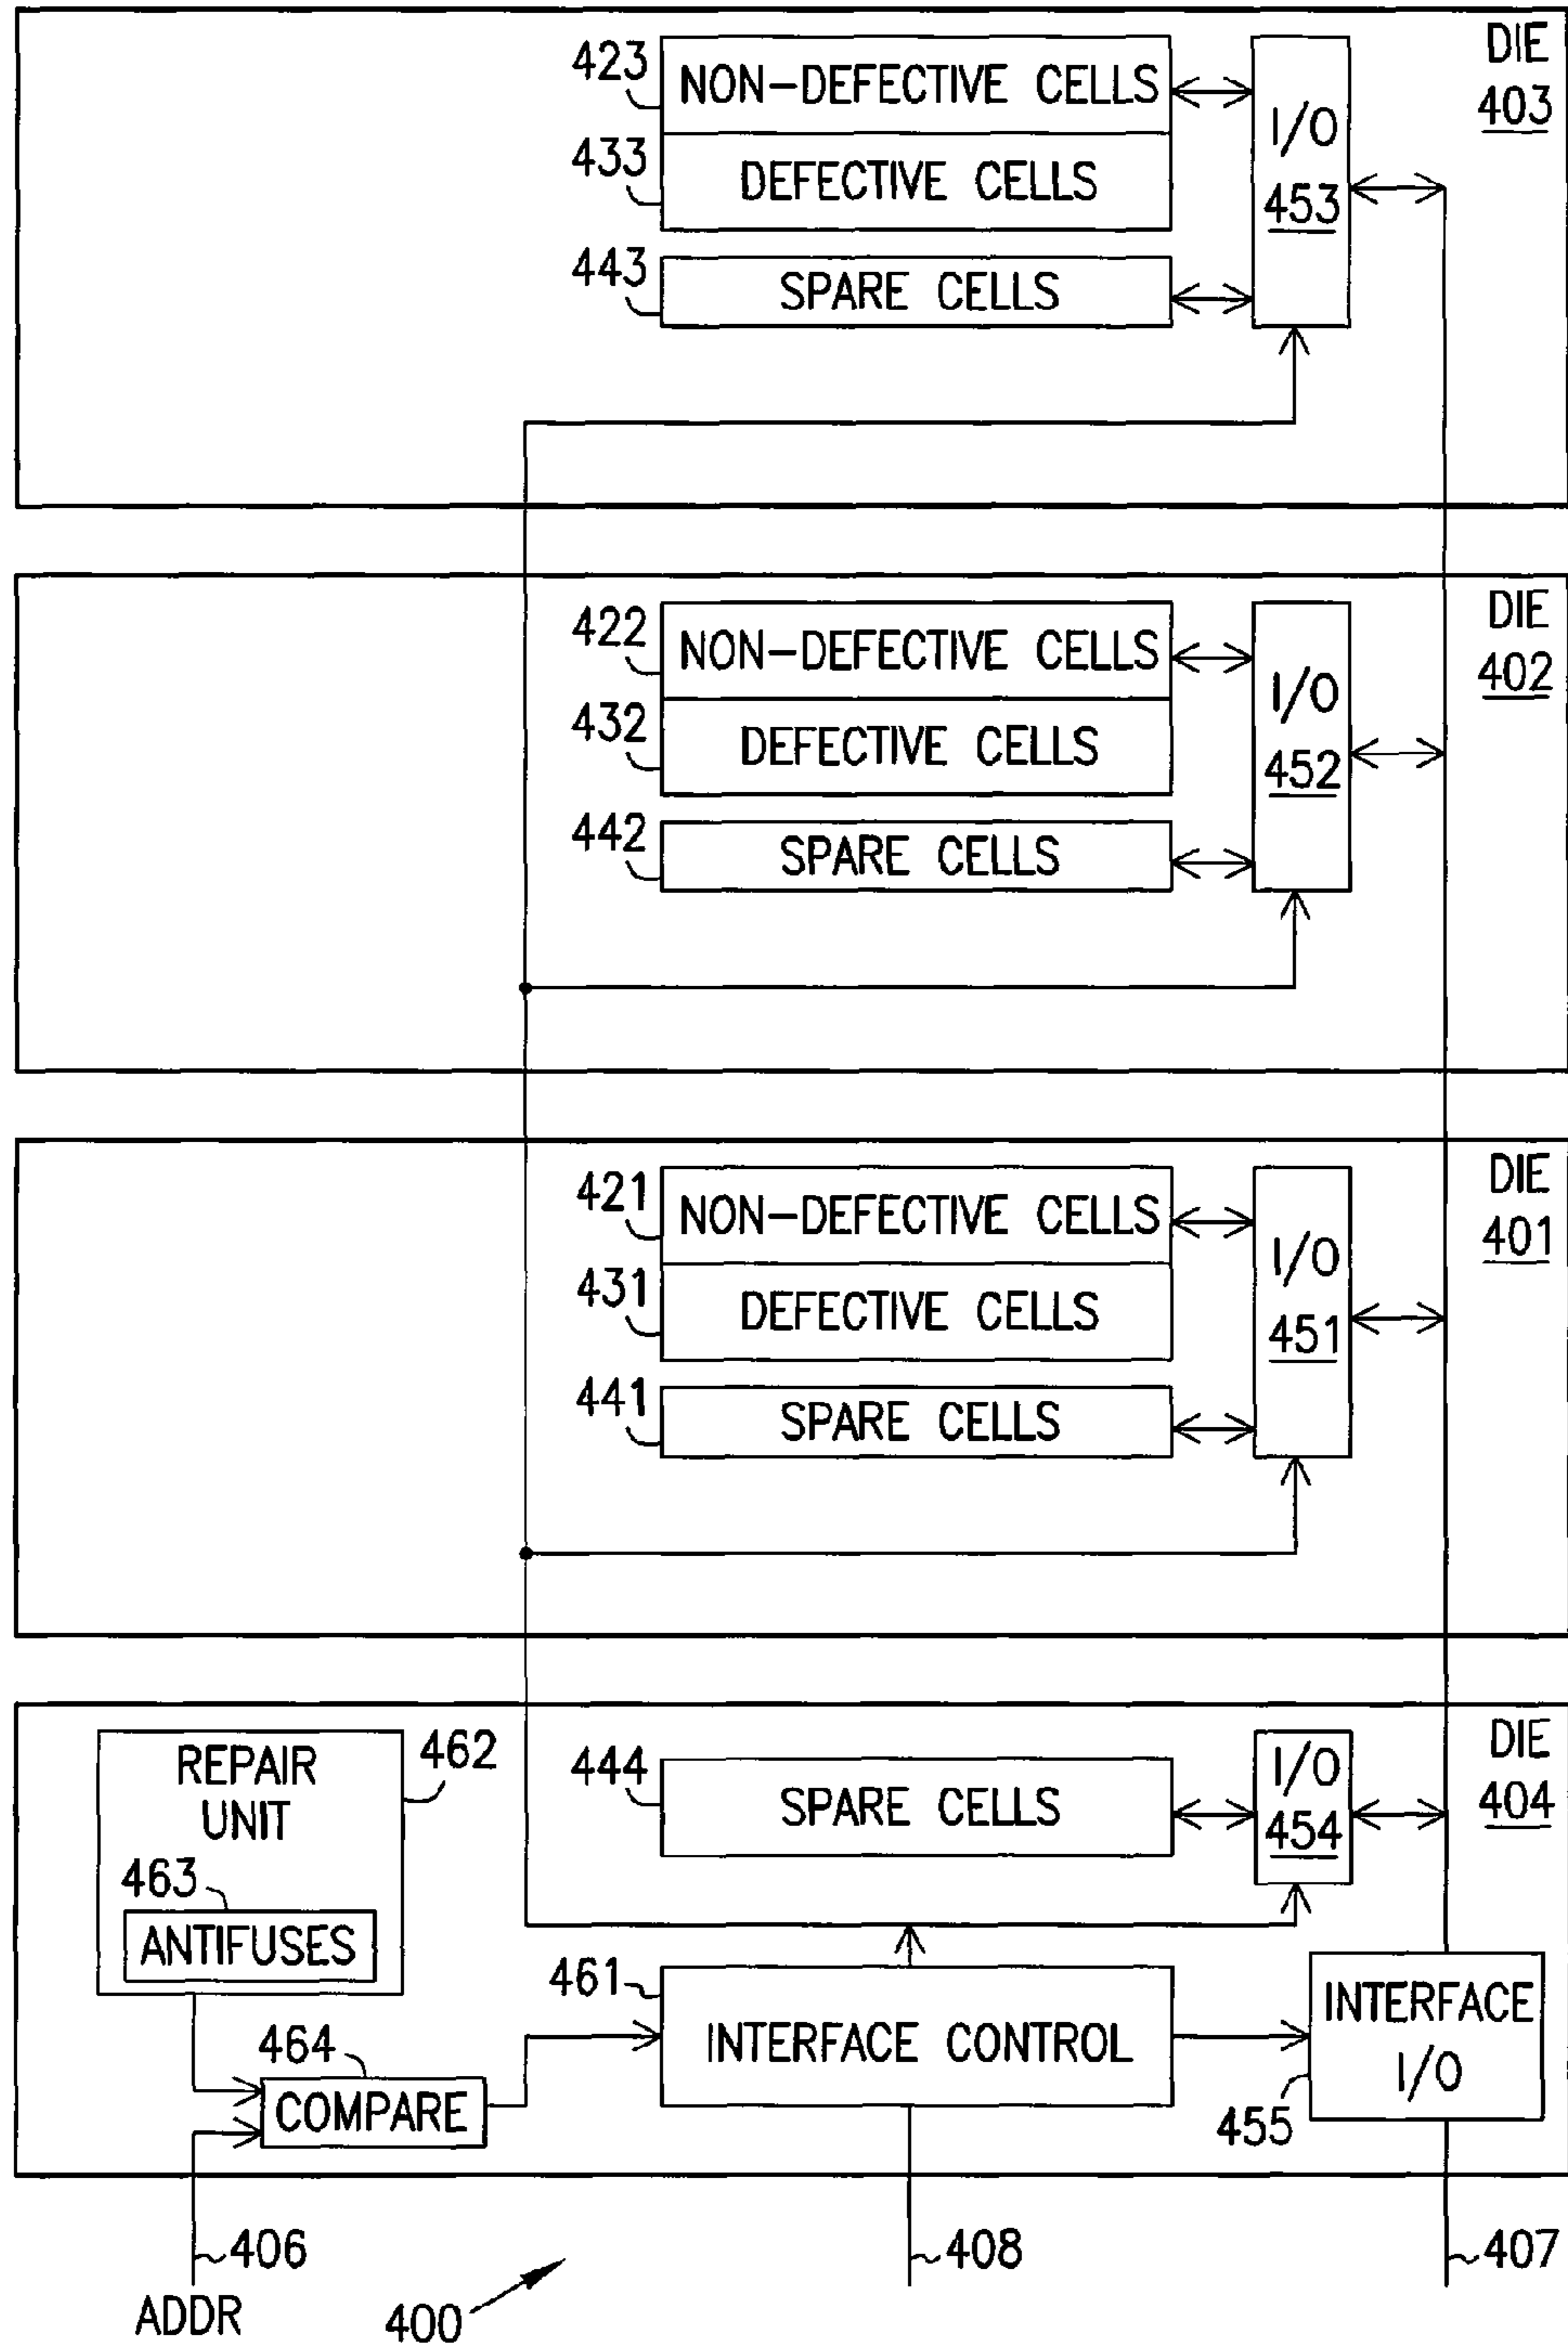 DIE
403
423
NON-DEFECTIVE CELLS
433
DEFECTIVE CELLS
443
SPARE CELLS
I/O
453
DIE
402
422
NON-DEFECTIVE CELLS
432
DEFECTIVE CELLS
442
SPARE CELLS
I/O
452
DIE
401
421
NON-DEFECTIVE CELLS
431
DEFECTIVE CELLS
441
SPARE CELLS
I/O
451
DIE
404
REPAIR
UNIT
462
463
ANTIFUSES
444
SPARE CELLS
I/O
454
464
COMPARE
461
INTERFACE CONTROL
INTERFACE
I/O
455
406
ADDR
400
408
407